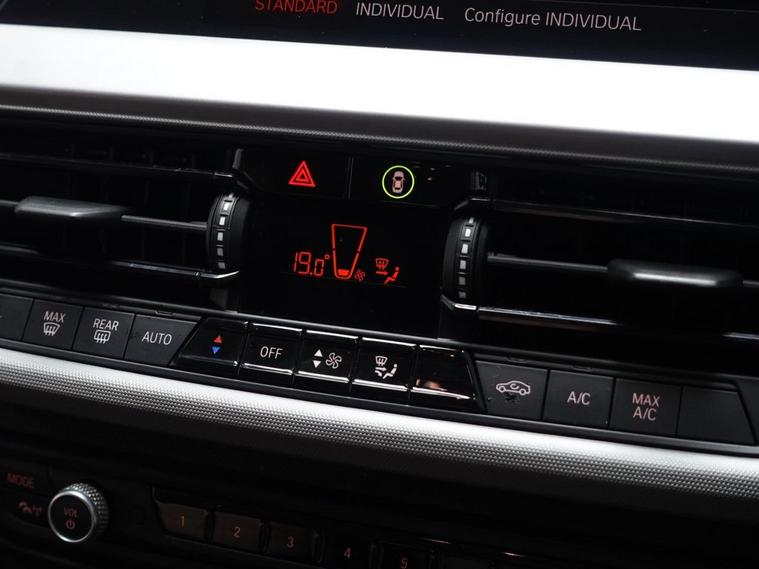 STANDARD INDIVIDUAL Configure INDIVIDUAL
19.0°
MAX
REAR
AUTO
OFF
A/C
MAX
A/C
MODE
VOL
1 2 3 4 5